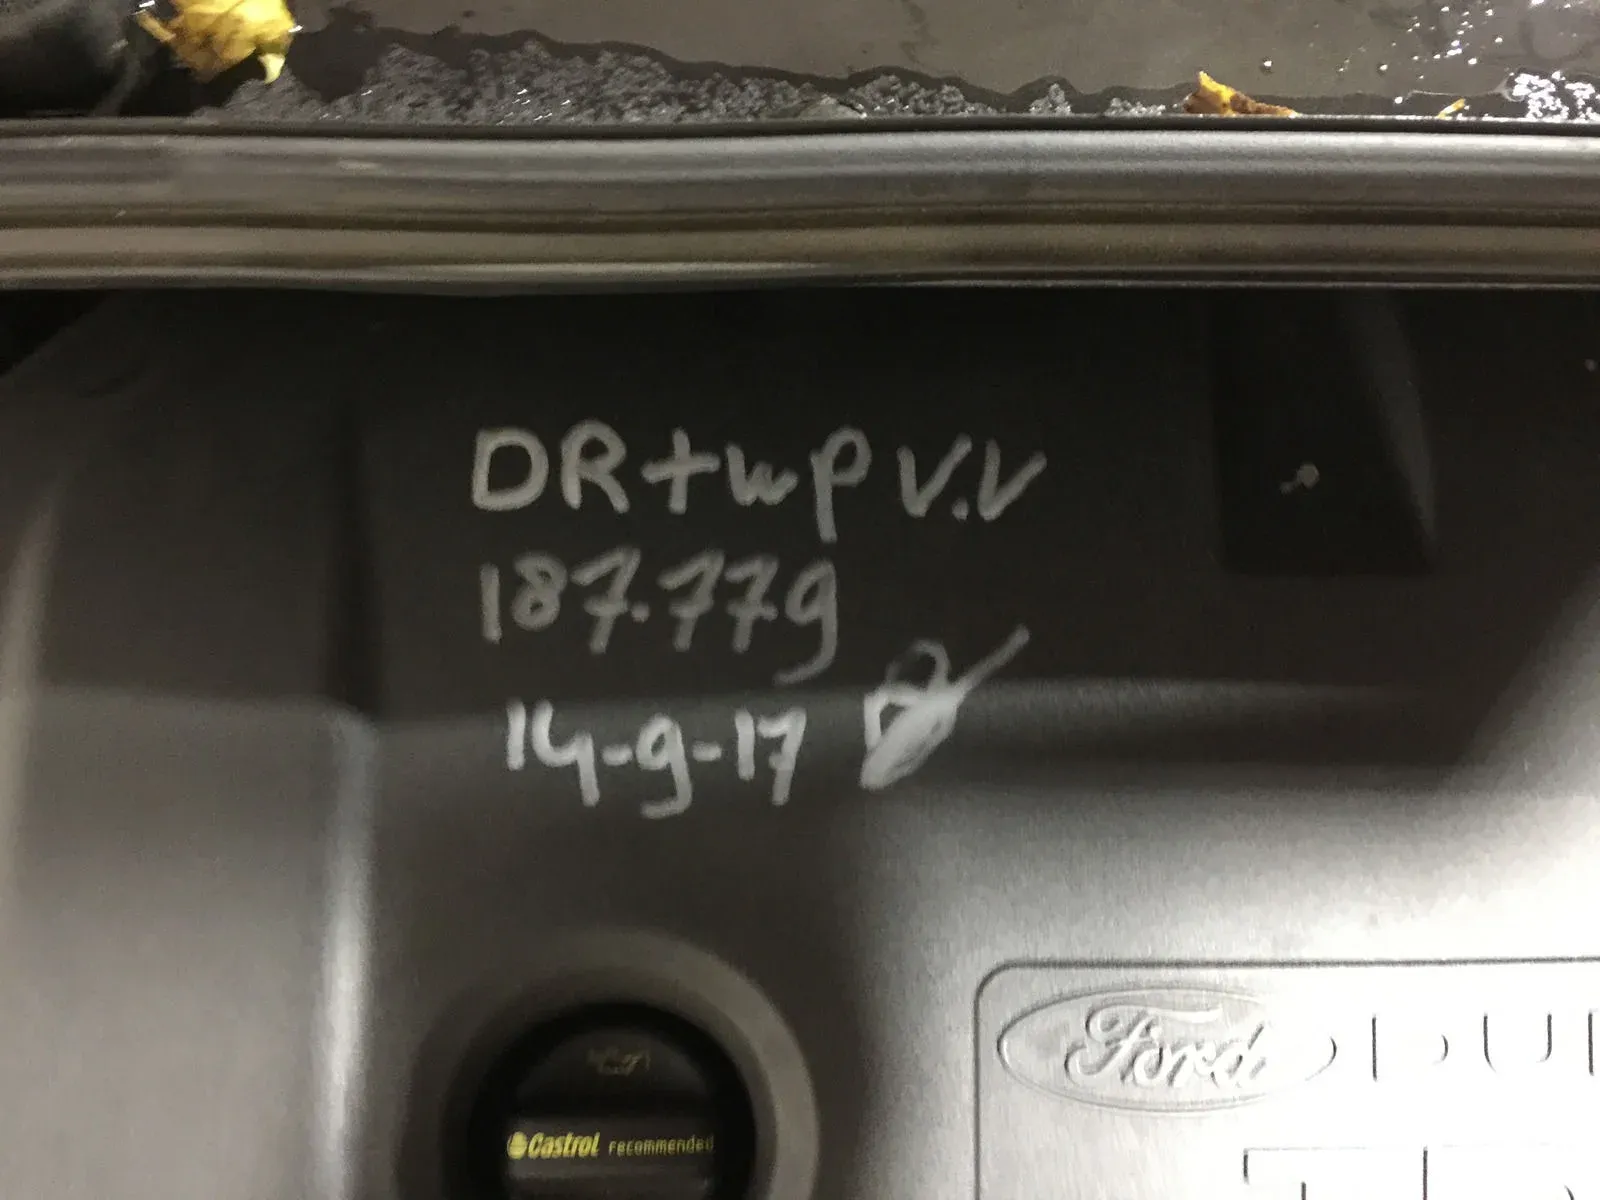 DR+wp V.V
187.779
14-9-17
Ford
Castrol recommended